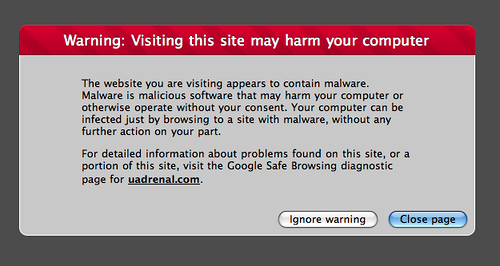 Warning: Visiting this site may harm your computer
The website you are visiting appears to contain malware.
Malware is malicious software that may harm your computer or
otherwise operate without your consent. Your computer can be
infected just by browsing to a site with malware, without any
further action on your part.
For detailed information about problems found on this site, or a
portion of this site, visit the Google Safe Browsing diagnostic
page for uadrenal.com.
Ignore warning Close page